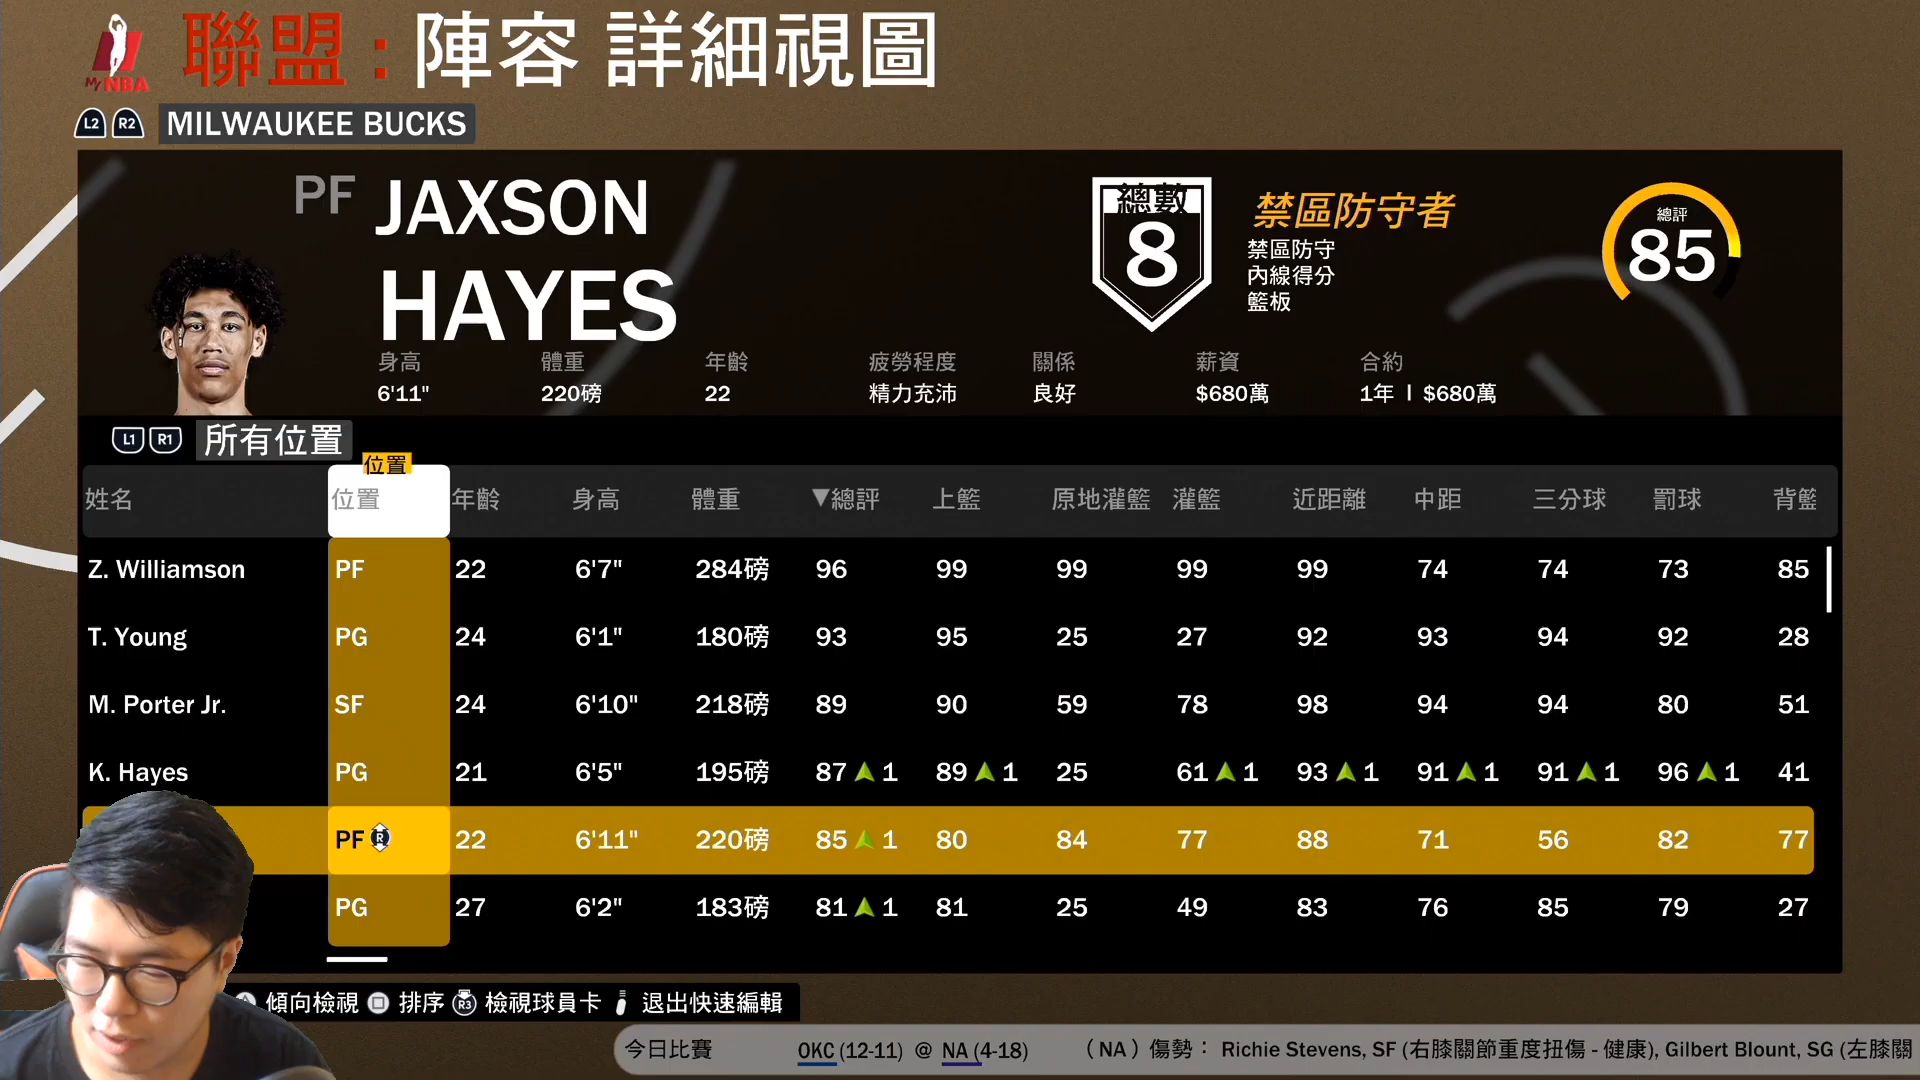 My NBA
聯盟 : 陣容 詳細視圖
L2 R2 MILWAUKEE BUCKS
PF JAXSON
HAYES
總數
8
禁區防守者
禁區防守
內線得分
籃板
總評
85
身高 體重 年齡 疲勞程度 關係 薪資 合約
6'11" 220磅 22 精力充沛 良好 $680萬 1年 | $680萬
L1 R1 所有位置
位置
姓名 位置 年齡 身高 體重 ▼總評 上籃 原地灌籃 灌籃 近距離 中距 三分球 罰球 背籃
Z. Williamson PF 22 6'7" 284磅 96 99 99 99 99 74 74 73 85
T. Young PG 24 6'1" 180磅 93 95 25 27 92 93 94 92 28
M. Porter Jr. SF 24 6'10" 218磅 89 90 59 78 98 94 94 80 51
K. Hayes PG 21 6'5" 195磅 87 1 89 1 25 61 1 93 1 91 1 91 1 96 1 41
PF R 22 6'11" 220磅 85 1 80 84 77 88 71 56 82 77
PG 27 6'2" 183磅 81 1 81 25 49 83 76 85 79 27
傾向檢視 排序 R3 檢視球員卡 退出快速編輯
今日比賽 OKC (12-11) @ NA (4-18) （NA）傷勢： Richie Stevens, SF (右膝關節重度扭傷 - 健康), Gilbert Blount, SG (左膝關